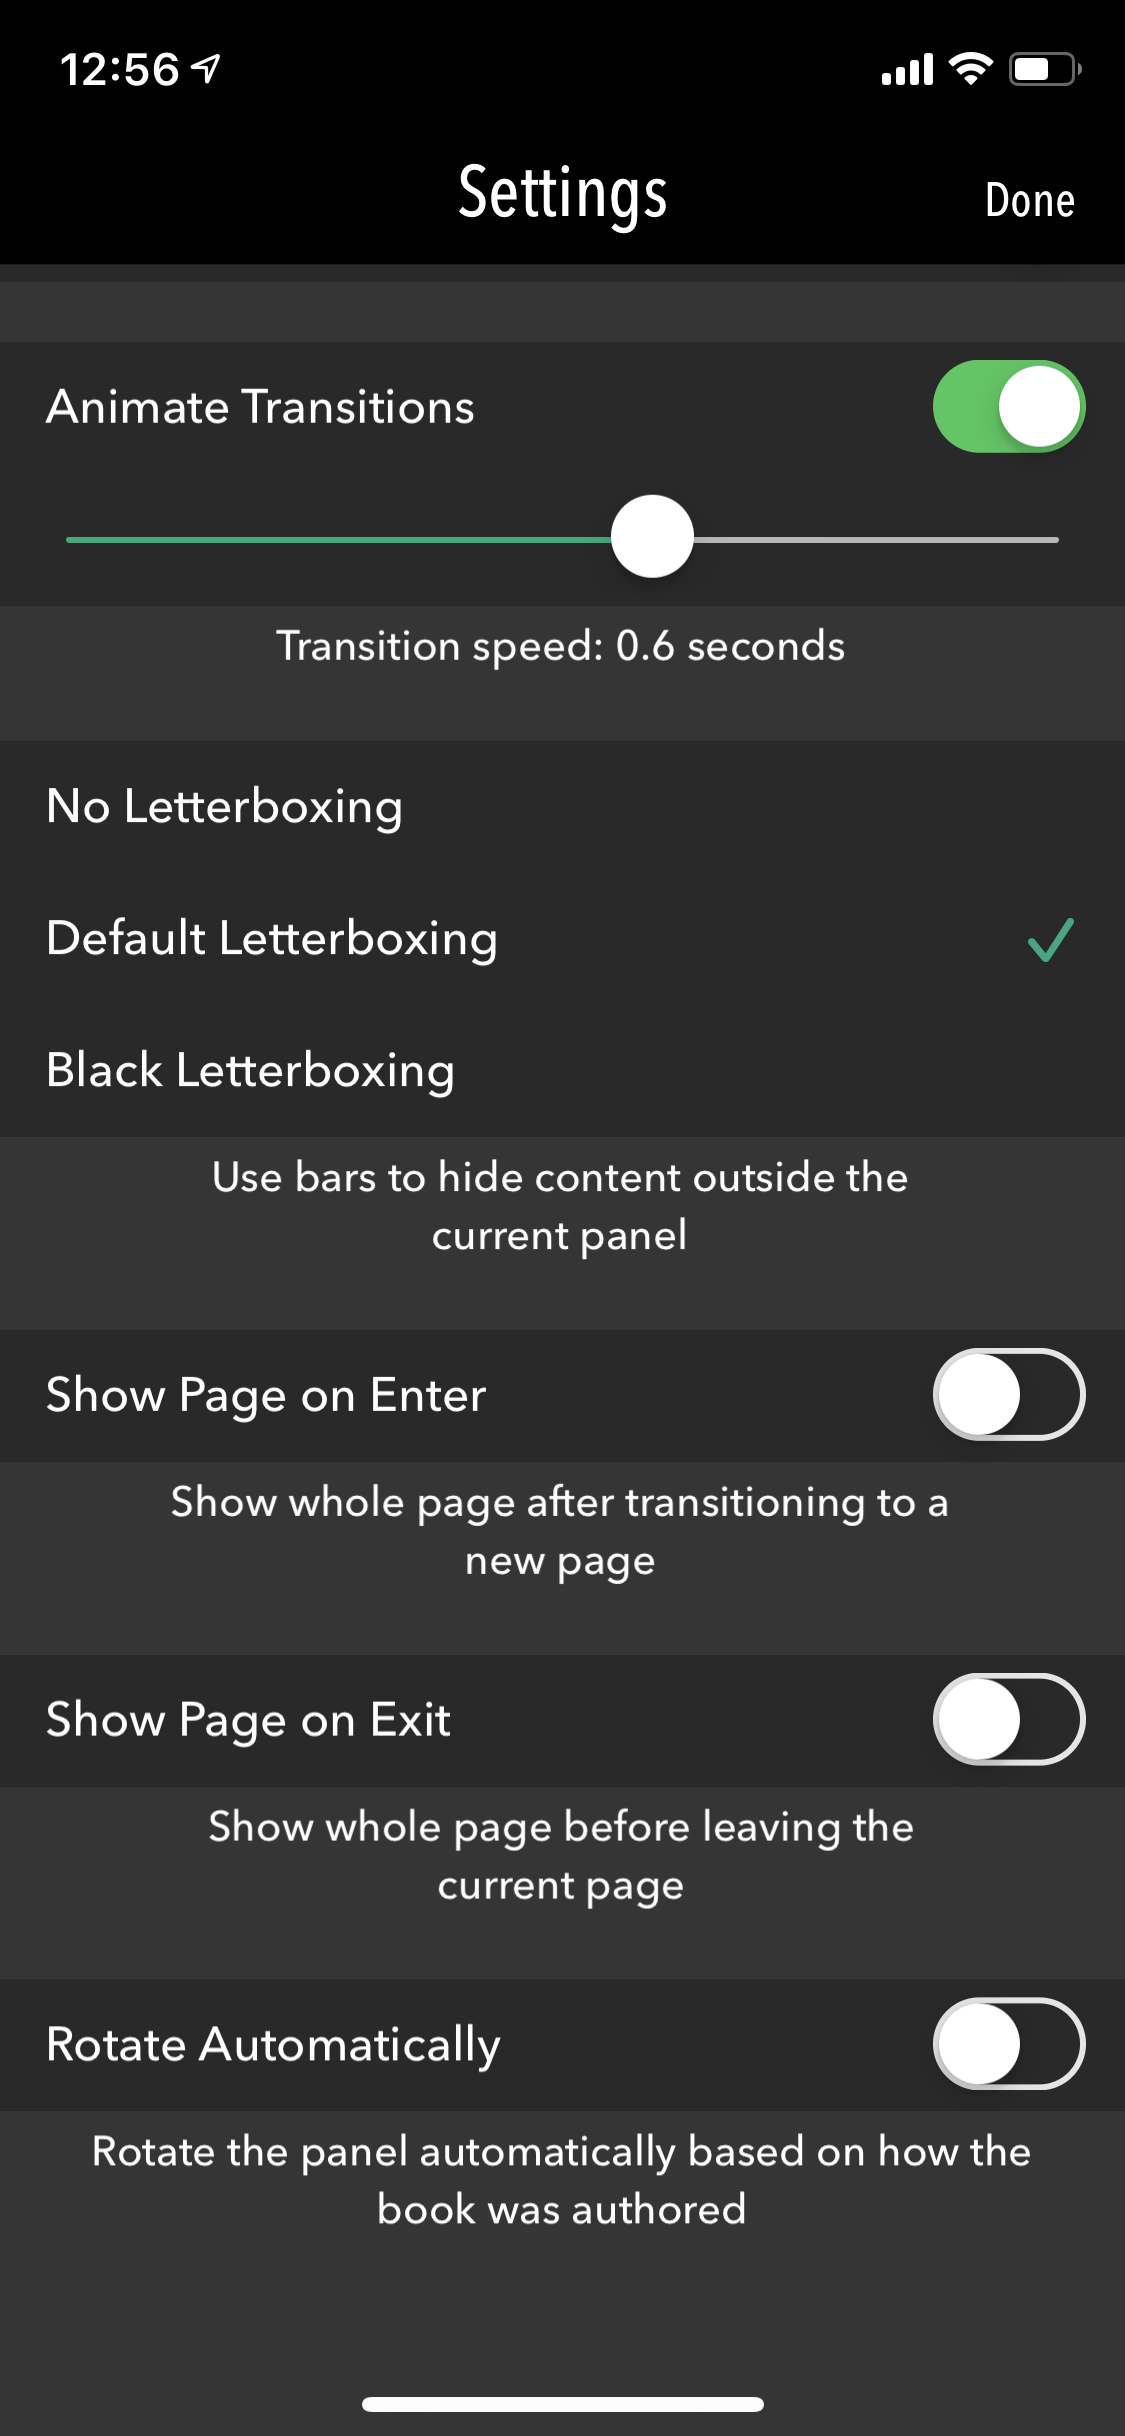 12:56
Settings
Done
Animate Transitions
Transition speed: 0.6 seconds
No Letterboxing
Default Letterboxing
Black Letterboxing
Use bars to hide content outside the
current panel
Show Page on Enter
Show whole page after transitioning to a
new page
Show Page on Exit
Show whole page before leaving the
current page
Rotate Automatically
Rotate the panel automatically based on how the
book was authored